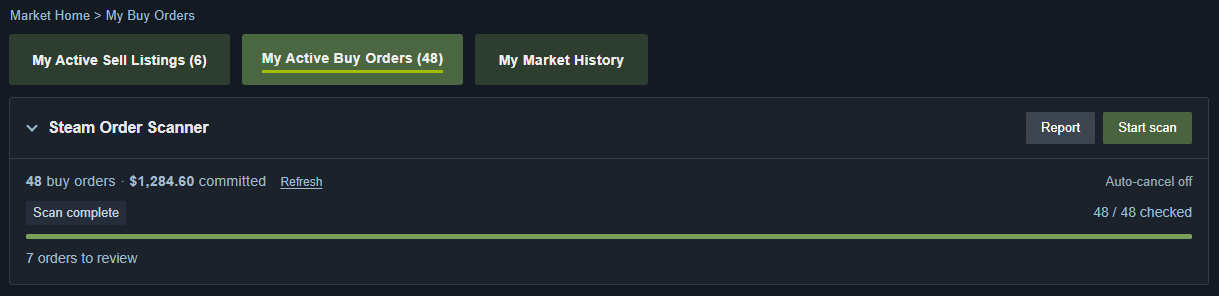 Market Home > My Buy Orders
My Active Sell Listings (6) My Active Buy Orders (48) My Market History
Steam Order Scanner Report Start scan
48 buy orders · $1,284.60 committed Refresh Auto-cancel off
Scan complete 48 / 48 checked
7 orders to review